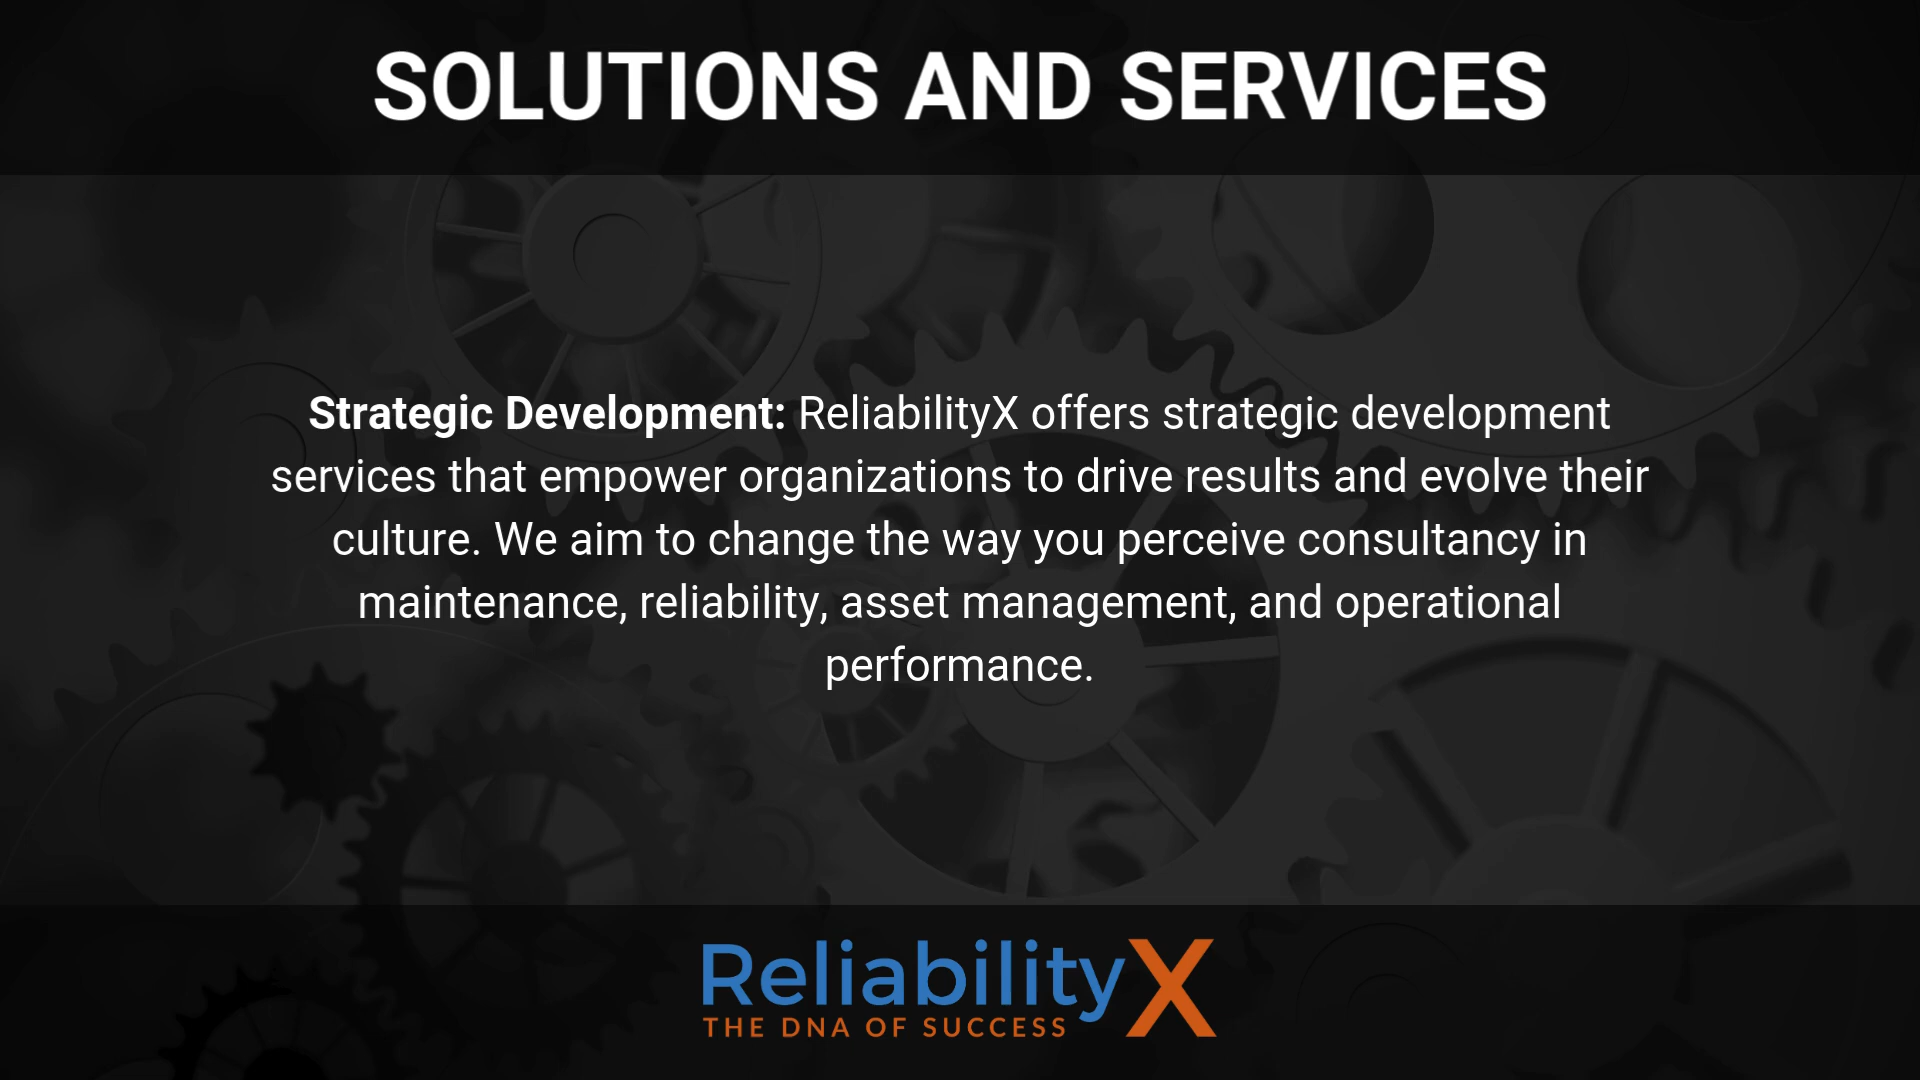 SOLUTIONS AND SERVICES
Strategic Development: ReliabilityX offers strategic development
services that empower organizations to drive results and evolve their
culture. We aim to change the way you perceive consultancy in
maintenance, reliability, asset management, and operational
performance.
ReliabilityX
THE DNA OF SUCCESS